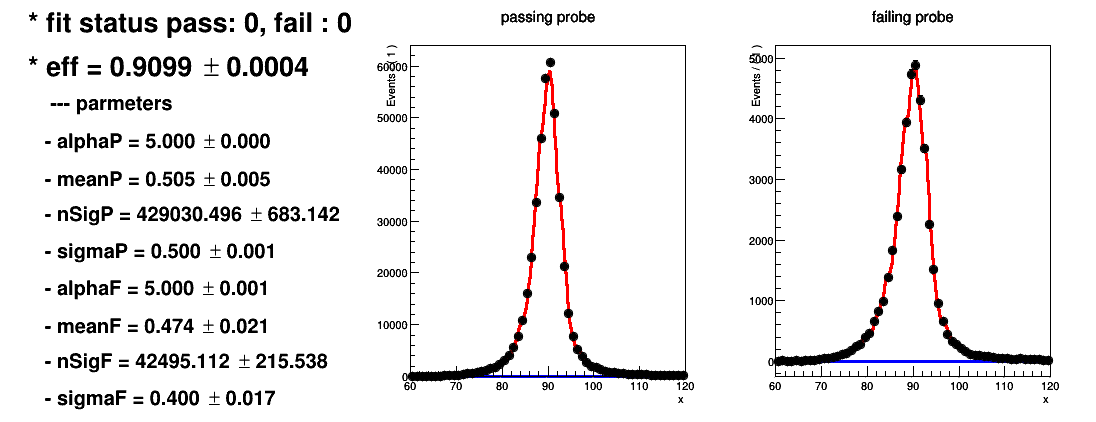 * fit status pass: 0, fail : 0
* eff = 0.9099 ± 0.0004
--- parmeters
- alphaP = 5.000 ± 0.000
- meanP = 0.505 ± 0.005
- nSigP = 429030.496 ± 683.142
- sigmaP = 0.500 ± 0.001
- alphaF = 5.000 ± 0.001
- meanF = 0.474 ± 0.021
- nSigF = 42495.112 ± 215.538
- sigmaF = 0.400 ± 0.017
passing probe
Events / ( 1 )
60000
50000
40000
30000
20000
10000
0
60 70 80 90 100 110 120
x
failing probe
Events / ( 1 )
5000
4000
3000
2000
1000
0
60 70 80 90 100 110 120
x